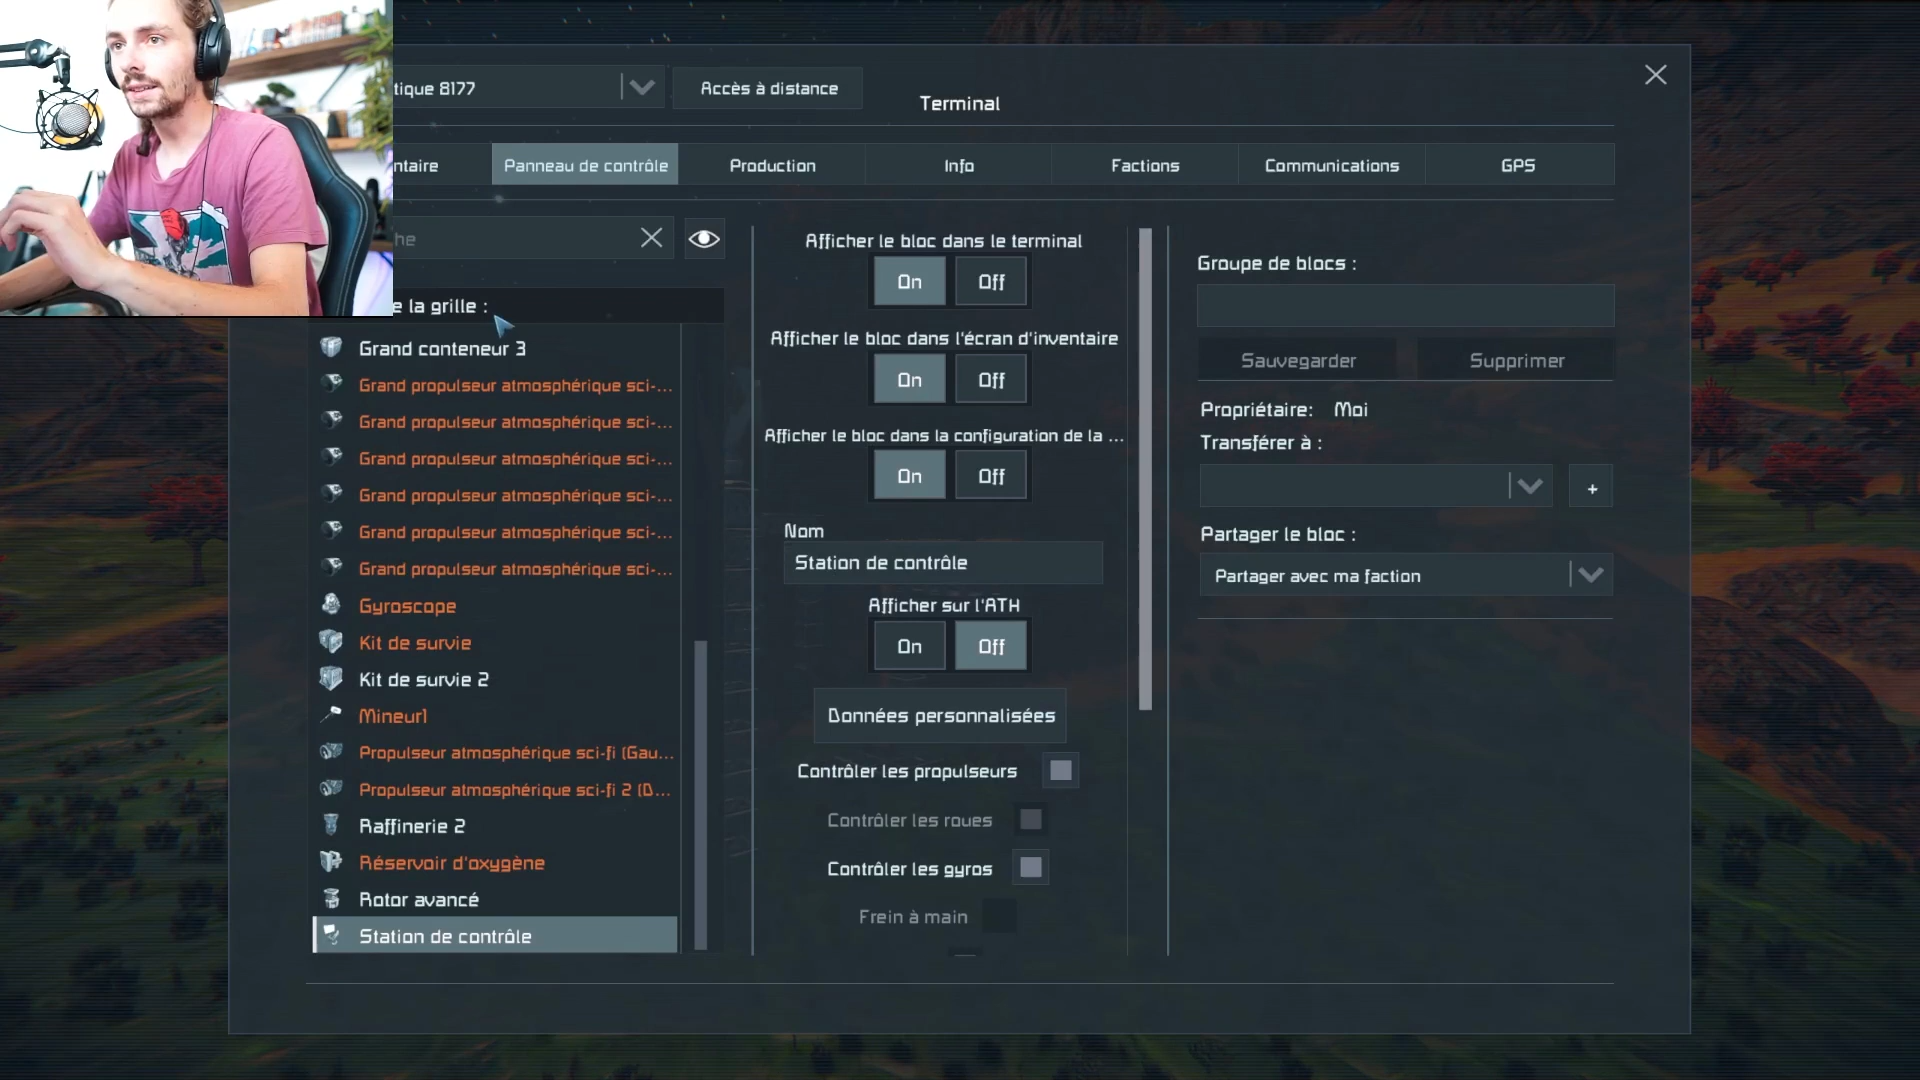 tique 8177
Accès à distance
Terminal
ntaire
Panneau de contrôle
Production
Info
Factions
Communications
GPS
he
e la grille :
Grand conteneur 3
Grand propulseur atmosphérique sci-...
Grand propulseur atmosphérique sci-...
Grand propulseur atmosphérique sci-...
Grand propulseur atmosphérique sci-...
Grand propulseur atmosphérique sci-...
Grand propulseur atmosphérique sci-...
Gyroscope
Kit de survie
Kit de survie 2
Mineur1
Propulseur atmosphérique sci-fi (Gau...
Propulseur atmosphérique sci-fi 2 (D...
Raffinerie 2
Réservoir d'oxygène
Rotor avancé
Station de contrôle
Afficher le bloc dans le terminal
On Off
Afficher le bloc dans l'écran d'inventaire
On Off
Afficher le bloc dans la configuration de la ...
On Off
Nom
Station de contrôle
Afficher sur l'ATH
On Off
Données personnalisées
Contrôler les propulseurs
Contrôler les roues
Contrôler les gyros
Frein à main
Groupe de blocs :
Sauvegarder
Supprimer
Propriétaire: Moi
Transférer à :
+
Partager le bloc :
Partager avec ma faction